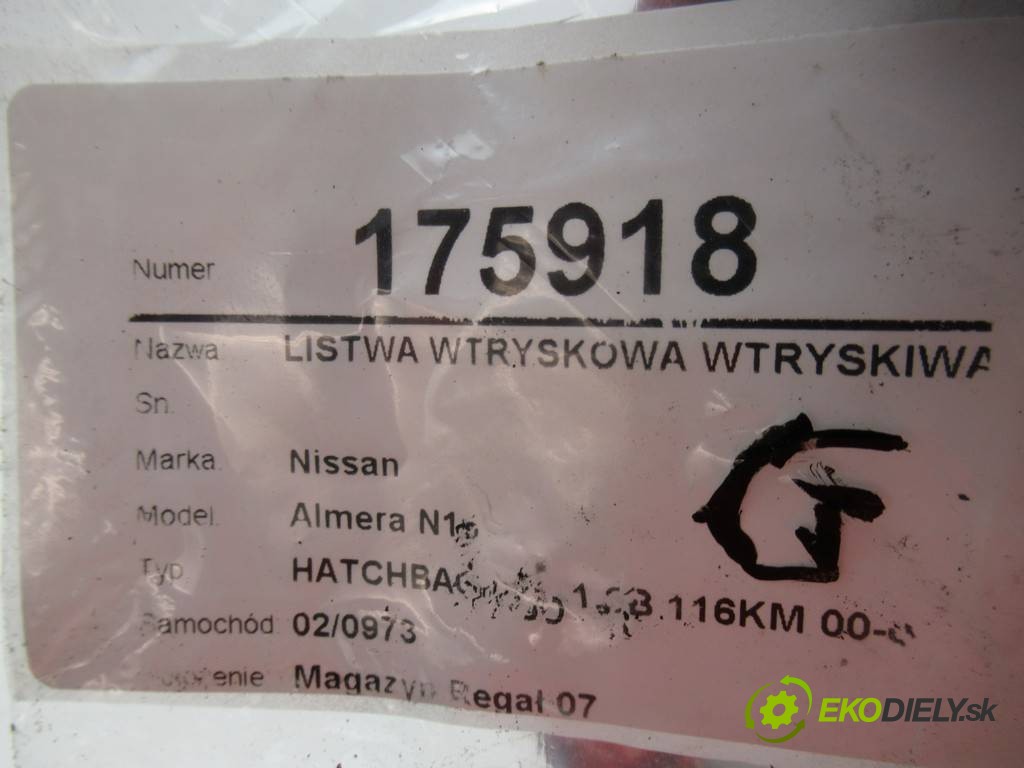 Numer 175918
Nazwa LISTWA WTRYSKOWA WTRYSKIWA
Sn.
Marka. Nissan
Model. Almera
Typ 116KM
Samochód 02/0973
Magazyn Regał 07
G
EKODIELY.sk